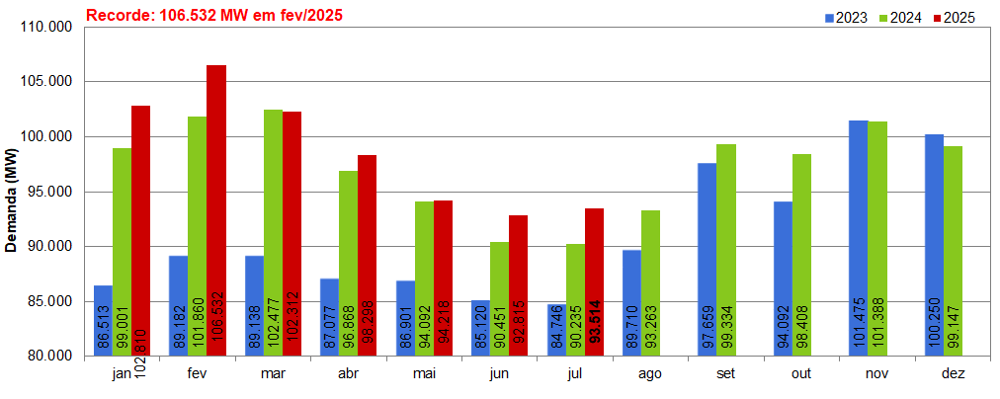 Recorde: 106.532 MW em fev/2025
2023 2024 2025
Demanda (MW)
110.000
105.000
100.000
95.000
90.000
85.000
80.000
86.513 99.001 102.810
89.182 101.860 106.532
89.138 102.477 102.312
87.077 96.868 98.298
86.901 94.092 94.218
85.120 90.451 92.815
84.746 90.235 93.514
89.710 93.263
97.659 99.334
94.092 98.408
101.475 101.388
100.250 99.147
jan fev mar abr mai jun jul ago set out nov dez